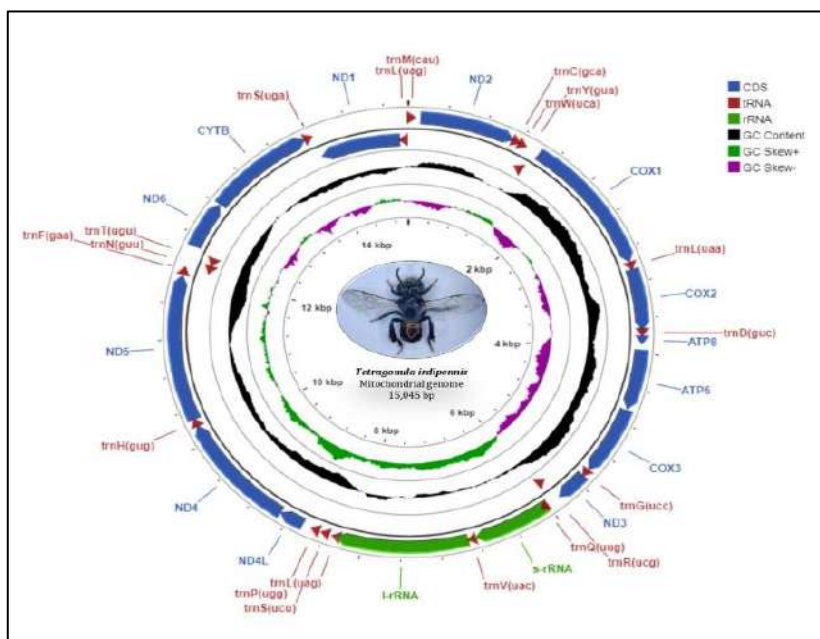 trnM(cau)
trnL(uag)
ND2
trnC(gca)
trnY(gua)
trnW(uca)
COX1
trnL(uaa)
COX2
trnD(guc)
ATP8
ATP6
COX3
trnG(ucc)
ND3
trnR(ucg)
trnQ(uug)
s-rRNA
trnV(uac)
l-rRNA
trnS(ucu)
trnP(ugg)
trnL(uag)
ND4L
ND4
trnH(gug)
ND5
trnF(gaa)
trnN(guu)
trnT(ugu)
ND6
CYTB
trnS(uga)
ND1
CDS
tRNA
rRNA
GC Content
GC Skew+
GC Skew-
2 kbp
4 kbp
6 kbp
8 kbp
10 kbp
12 kbp
14 kbp
Tetragonula irdipennis
Mitochondrial genome
15,045 bp